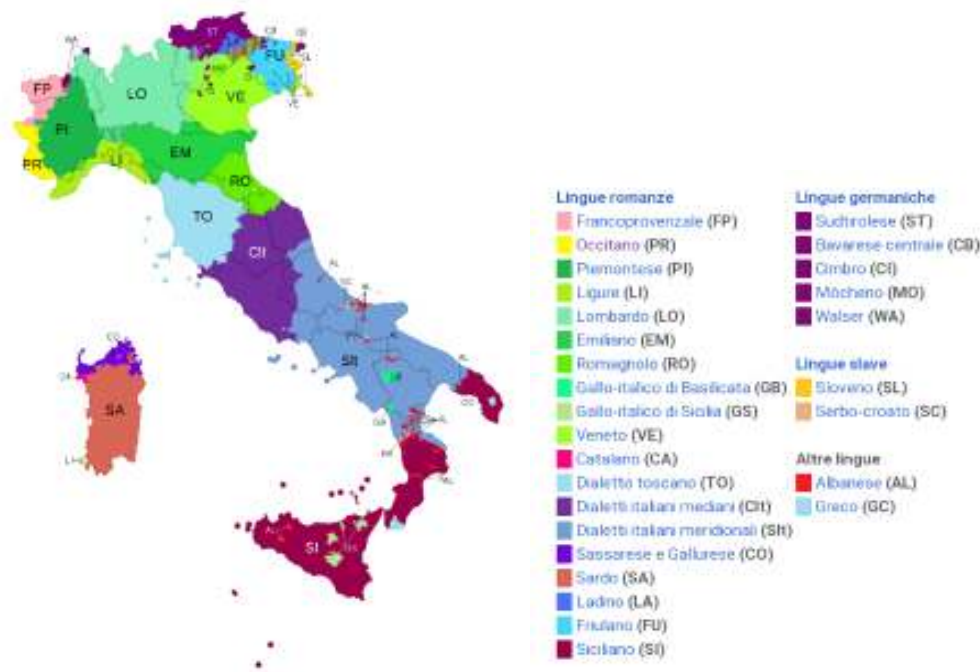 ST
FU
FP
LO
VE
PI
EM
PR
LI
RO
TO
CIt
SIt
SA
SI
Lingue romanze
Francoprovenzale (FP)
Occitano (PR)
Piemontese (PI)
Ligure (LI)
Lombardo (LO)
Emiliano (EM)
Romagnolo (RO)
Gallo-italico di Basilicata (GB)
Gallo-italico di Sicilia (GS)
Veneto (VE)
Catalano (CA)
Dialetto toscano (TO)
Dialetti italiani mediani (CIt)
Dialetti italiani meridionali (SIt)
Sassarese e Gallurese (CO)
Sardo (SA)
Ladino (LA)
Friulano (FU)
Siciliano (SI)
Lingue germaniche
Sudtirolese (ST)
Bavarese centrale (CB)
Cimbro (CI)
Mòcheno (MO)
Walser (WA)
Lingue slave
Sloveno (SL)
Serbo-croato (SC)
Altre lingue
Albanese (AL)
Greco (GC)